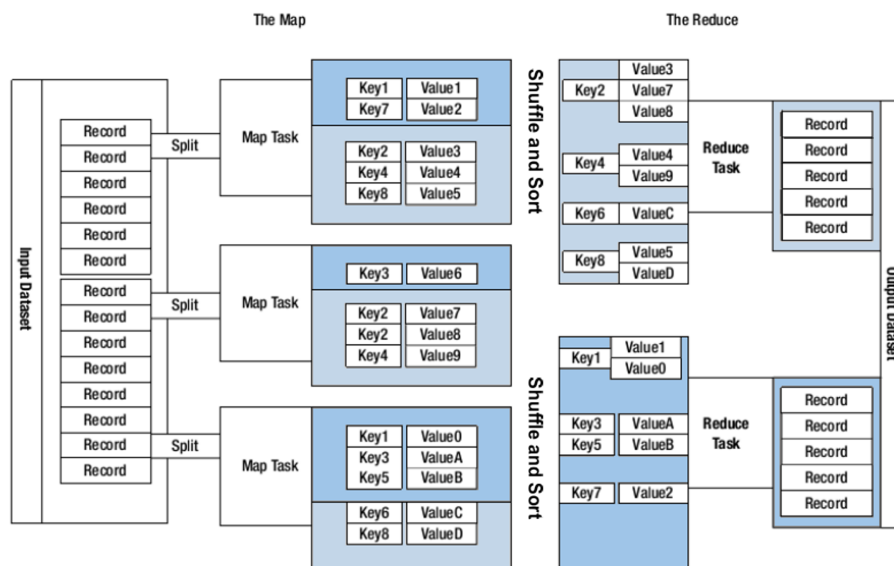 The Map
The Reduce
Input Dataset
Record
Record
Record
Record
Record
Record
Record
Record
Record
Record
Record
Record
Record
Record
Split
Split
Split
Map Task
Map Task
Map Task
Key1 Value1
Key7 Value2
Key2 Value3
Key4 Value4
Key8 Value5
Key3 Value6
Key2 Value7
Key2 Value8
Key4 Value9
Key1 Value0
Key3 ValueA
Key5 ValueB
Key6 ValueC
Key8 ValueD
Shuffle and Sort
Shuffle and Sort
Value3
Key2 Value7
Value8
Key4 Value4
Value9
Key6 ValueC
Key8 Value5
ValueD
Key1 Value1
Value0
Key3 ValueA
Key5 ValueB
Key7 Value2
Reduce
Task
Reduce
Task
Record
Record
Record
Record
Record
Record
Record
Record
Record
Record
Output Dataset